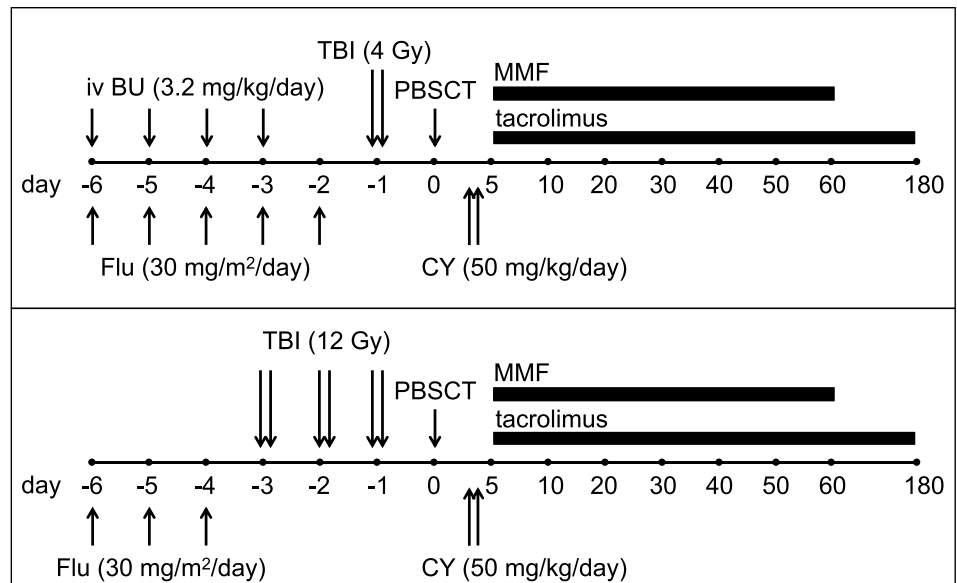 TBI (4 Gy)
MMF
iv BU (3.2 mg/kg/day)
PBSCT
tacrolimus
day -6 -5 -4 -3 -2 -1 0 5 10 20 30 40 50 60 180
Flu (30 mg/m²/day)
CY (50 mg/kg/day)
TBI (12 Gy)
MMF
PBSCT
tacrolimus
day -6 -5 -4 -3 -2 -1 0 5 10 20 30 40 50 60 180
Flu (30 mg/m²/day)
CY (50 mg/kg/day)